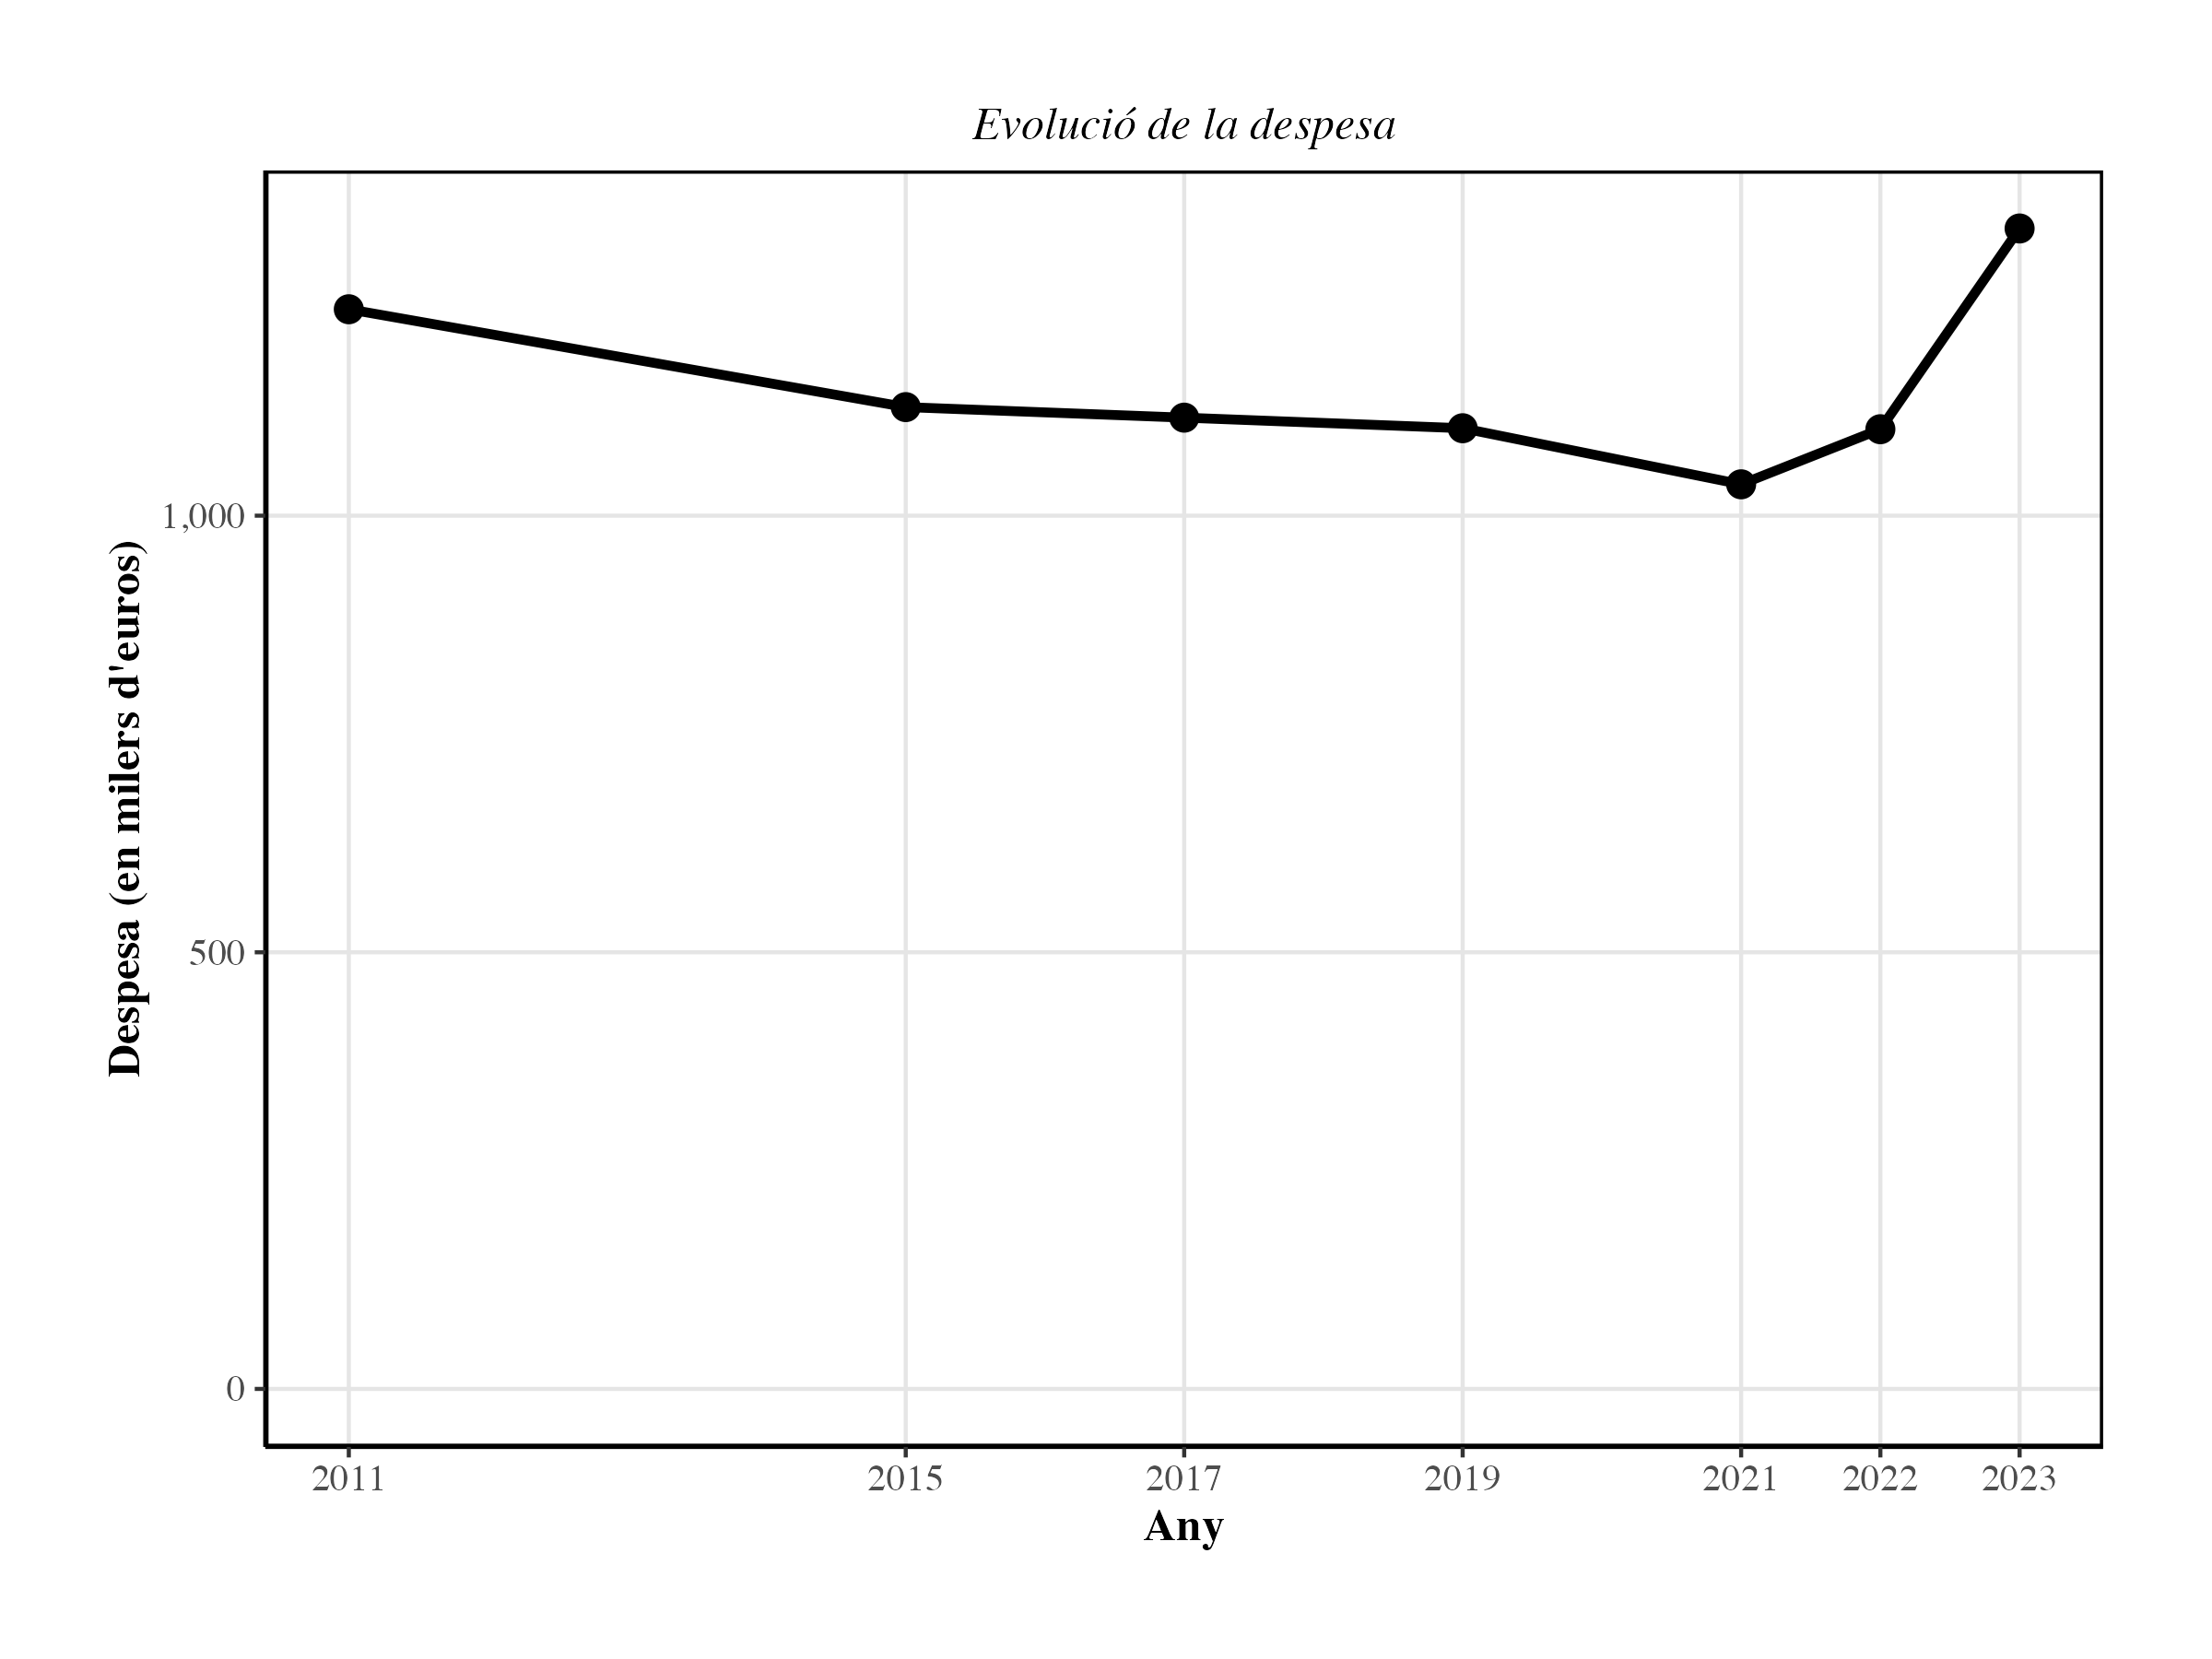 Evolució de la despesa
Despesa (en milers d'euros)
1,000
500
0
2011 2015 2017 2019 2021 2022 2023
Any